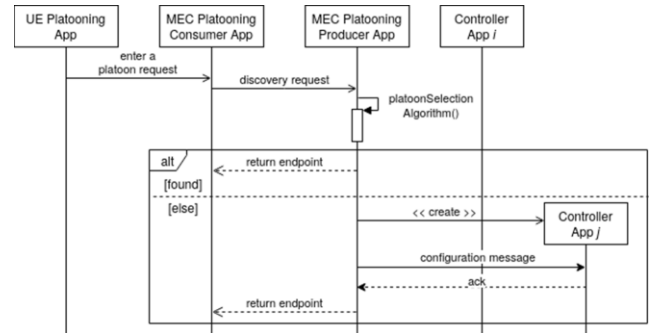 UE Platooning
App
MEC Platooning
Consumer App
MEC Platooning
Producer App
Controller
App i
enter a
platoon request
discovery request
platoonSelection
Algorithm()
alt
return endpoint
[found]
[else]
<< create >>
Controller
App j
configuration message
ack
return endpoint